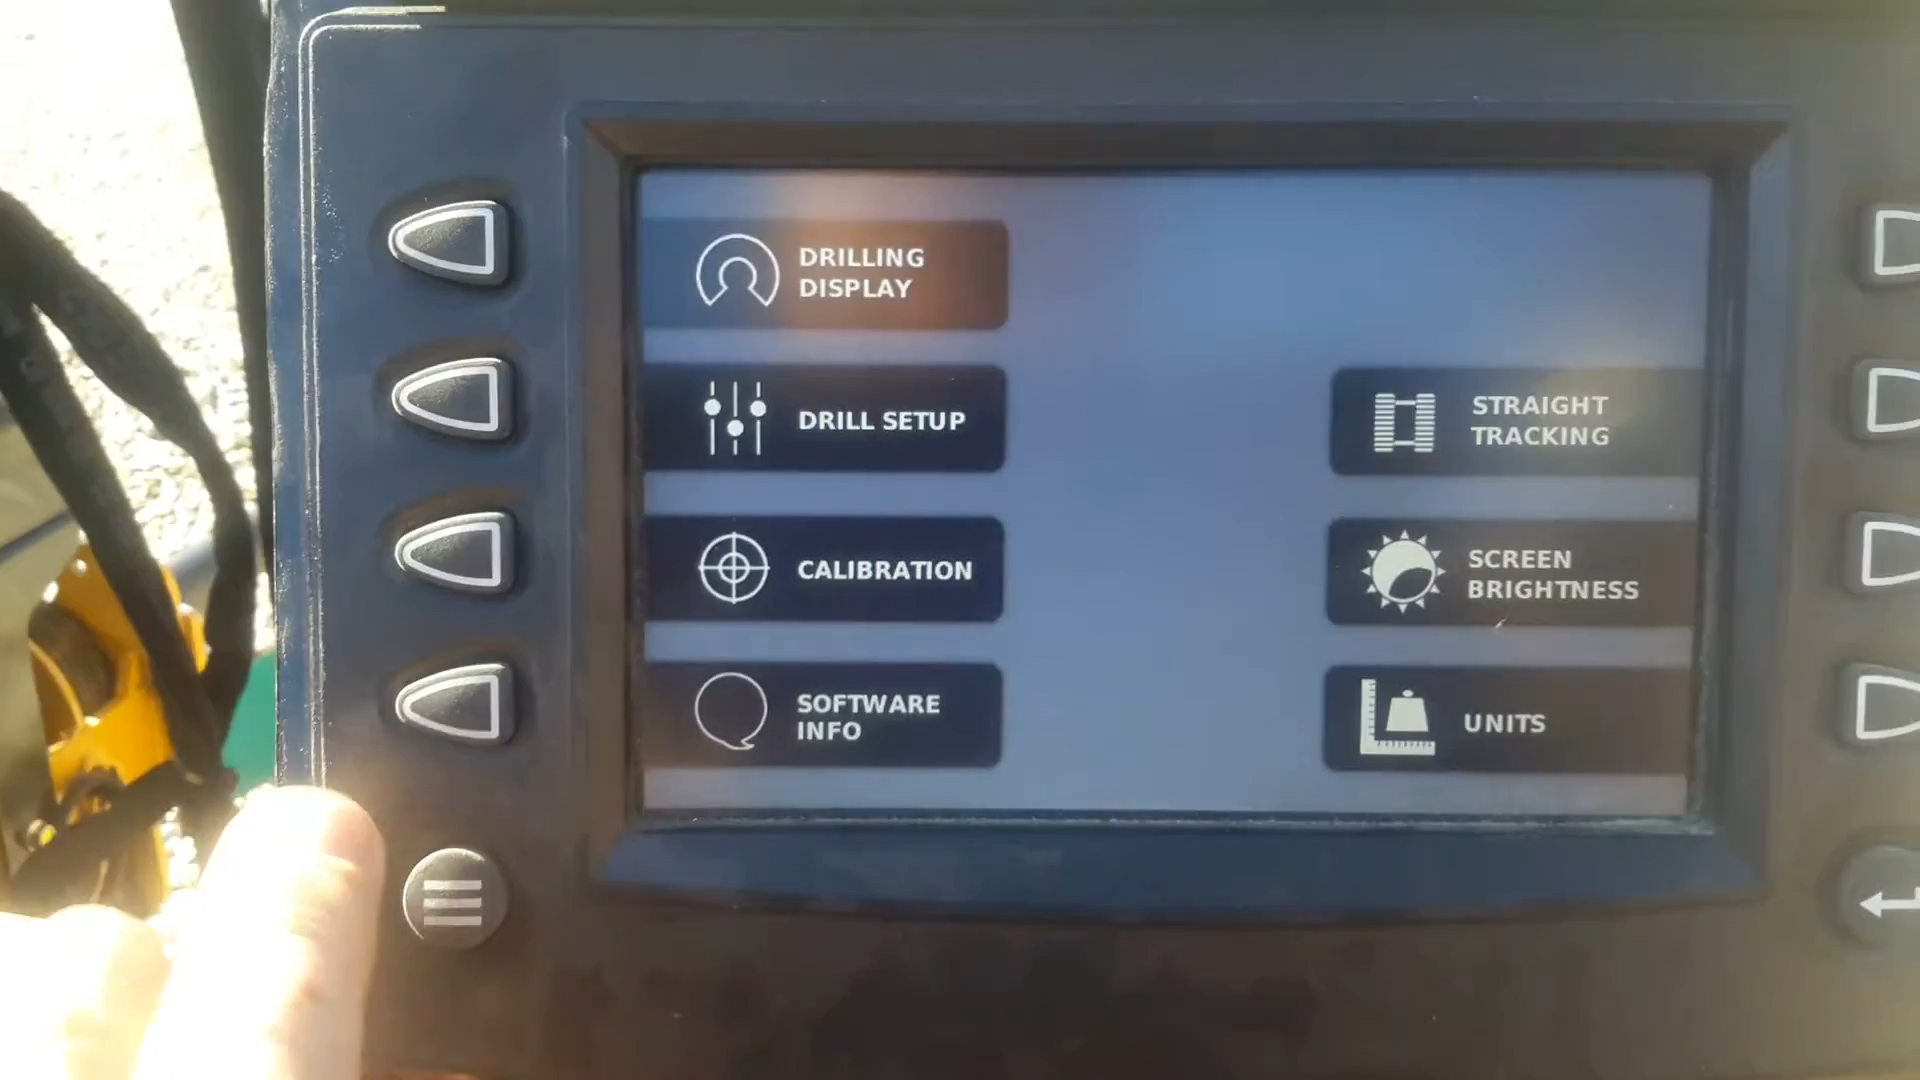 DRILLING
DISPLAY
DRILL SETUP
CALIBRATION
SOFTWARE
INFO
STRAIGHT
TRACKING
SCREEN
BRIGHTNESS
UNITS